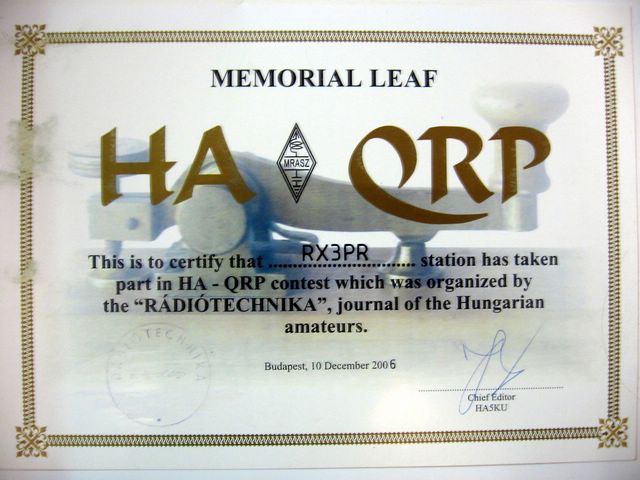 MEMORIAL LEAF
HA MRASZ QRP
This is to certify that ..........RX3PR.......... station has taken
part in HA - QRP contest which was organized by
the “RÁDIÓTECHNIKA”, journal of the Hungarian
amateurs.
Budapest, 10 December 2006
RÁDIÓTECHNIKA
Chief Editor
HA5KU